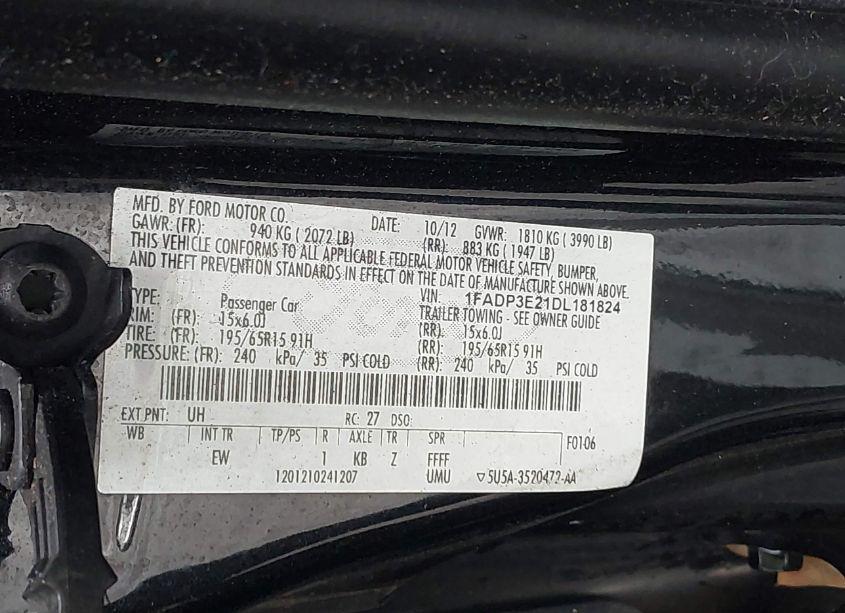 MFD. BY FORD MOTOR CO.
DATE: 10/12 GVWR: 1810 KG ( 3990 LB)
GAWR: (FR): 940 KG ( 2072 LB) (RR): 883 KG ( 1947 LB)
THIS VEHICLE CONFORMS TO ALL APPLICABLE FEDERAL MOTOR VEHICLE SAFETY, BUMPER,
AND THEFT PREVENTION STANDARDS IN EFFECT ON THE DATE OF MANUFACTURE SHOWN ABOVE.
VIN: 1FADP3E21DL181824
TYPE: Passenger Car TRAILER TOWING - SEE OWNER GUIDE
RIM: (FR): 15x6.0J (RR): 15x6.0J
TIRE: (FR): 195/65R15 91H (RR): 195/65R15 91H
PRESSURE: (FR): 240 kPa/ 35 PSI COLD (RR): 240 kPa/ 35 PSI COLD
EXT PNT: UH RC: 27 DSO:
WB INT TR TP/PS R AXLE TR SPR F0106
EW 1 KB Z FFFF
1201210241207 UMU ▽5U5A-3520472-AA